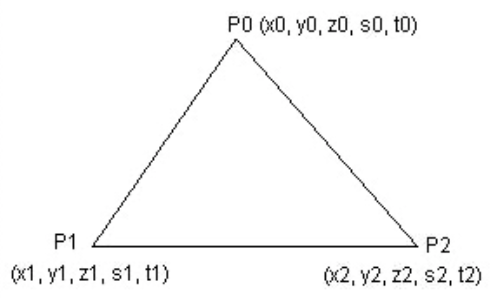 P0 (x0, y0, z0, s0, t0)
P1
P2
(x1, y1, z1, s1, t1)
(x2, y2, z2, s2, t2)